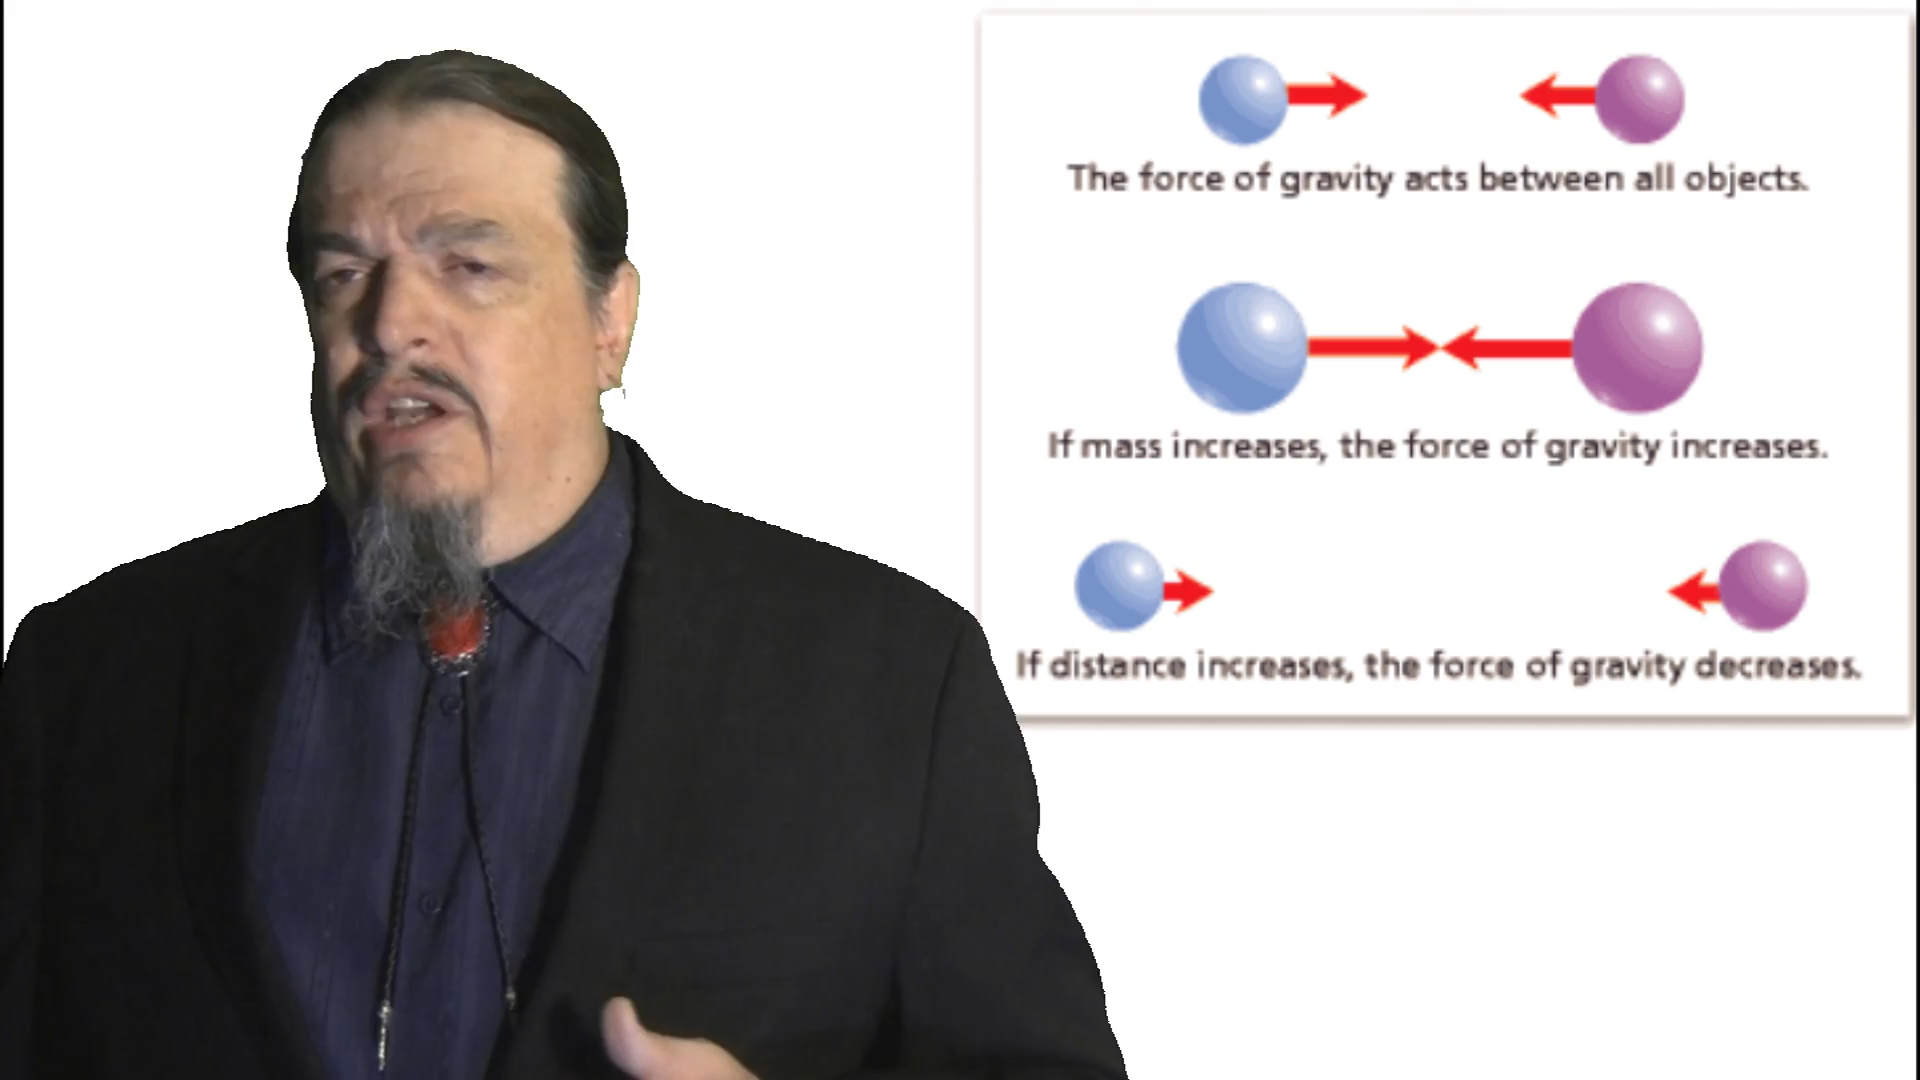 The force of gravity acts between all objects.
If mass increases, the force of gravity increases.
If distance increases, the force of gravity decreases.